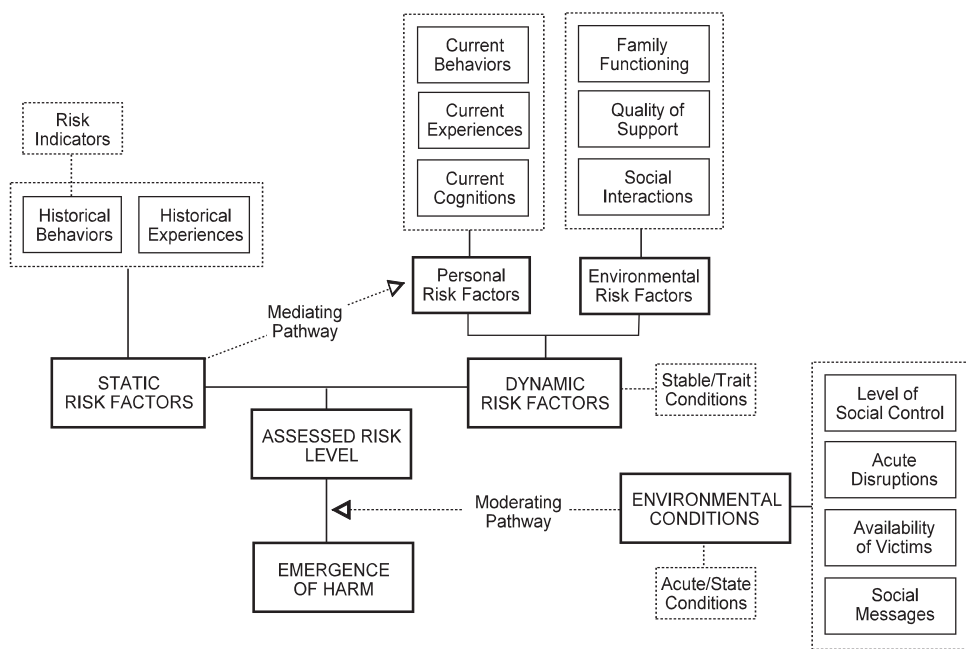 Current
Behaviors
Current
Experiences
Current
Cognitions
Family
Functioning
Quality of
Support
Social
Interactions
Risk
Indicators
Historical
Behaviors
Historical
Experiences
Personal
Risk Factors
Environmental
Risk Factors
Mediating
Pathway
STATIC
RISK FACTORS
DYNAMIC
RISK FACTORS
Stable/Trait
Conditions
ASSESSED RISK
LEVEL
Moderating
Pathway
ENVIRONMENTAL
CONDITIONS
EMERGENCE
OF HARM
Acute/State
Conditions
Level of
Social Control
Acute
Disruptions
Availability
of Victims
Social
Messages